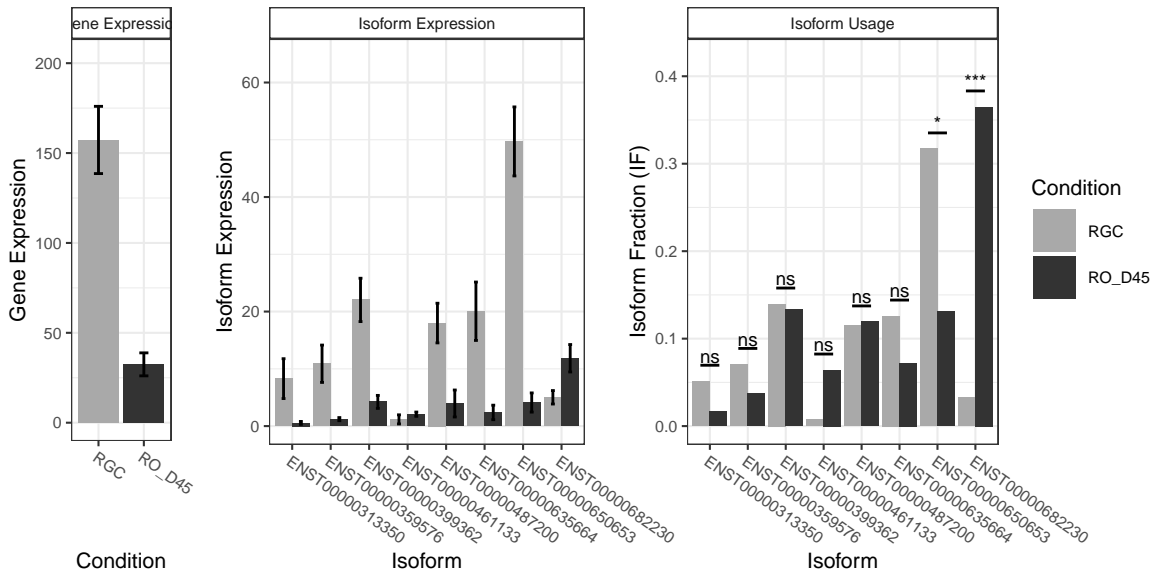 ene Expressio
Isoform Expression
Isoform Usage
Gene Expression
200
150
100
50
0
RGC
RO_D45
Condition
Isoform Expression
60
40
20
0
ENST00000313350
ENST00000359576
ENST00000399362
ENST00000461133
ENST00000487200
ENST00000635664
ENST00000650653
ENST00000682230
Isoform
Isoform Fraction (IF)
0.4
0.3
0.2
0.1
0.0
ns
ns
ns
ns
ns
ns
*
***
ENST00000313350
ENST00000359576
ENST00000399362
ENST00000461133
ENST00000487200
ENST00000635664
ENST00000650653
ENST00000682230
Isoform
Condition
RGC
RO_D45